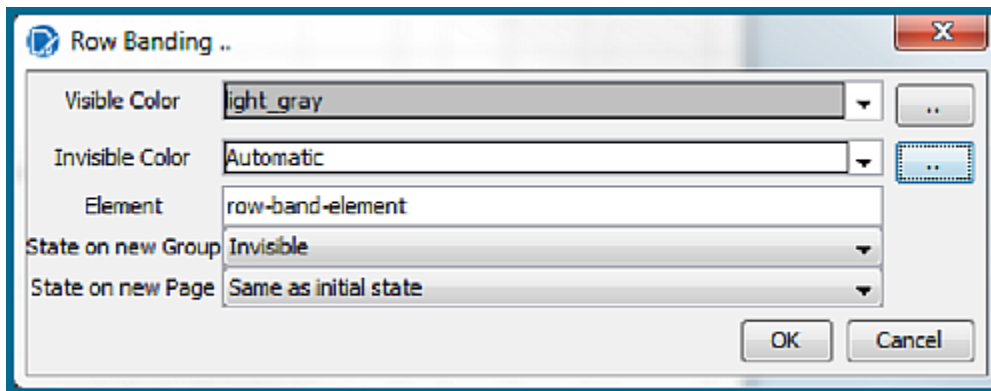 Row Banding ..
Visible Color light_gray ..
Invisible Color Automatic ..
Element row-band-element
State on new Group Invisible
State on new Page Same as initial state
OK Cancel